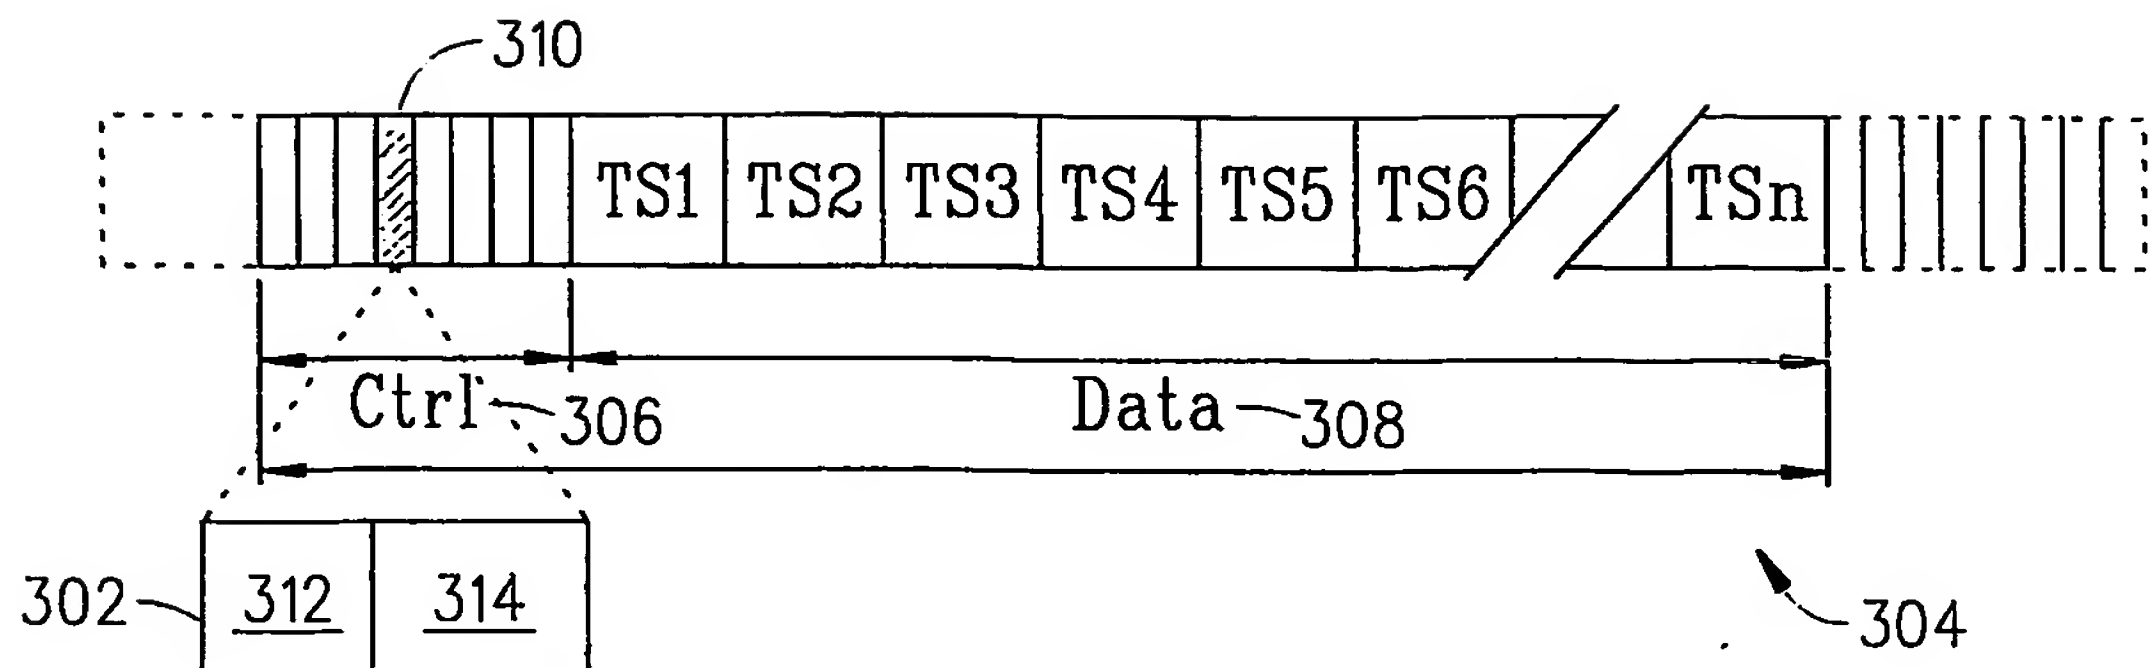 310
TS1 TS2 TS3 TS4 TS5 TS6 TSn
Ctrl 306 Data 308
302 312 314 304